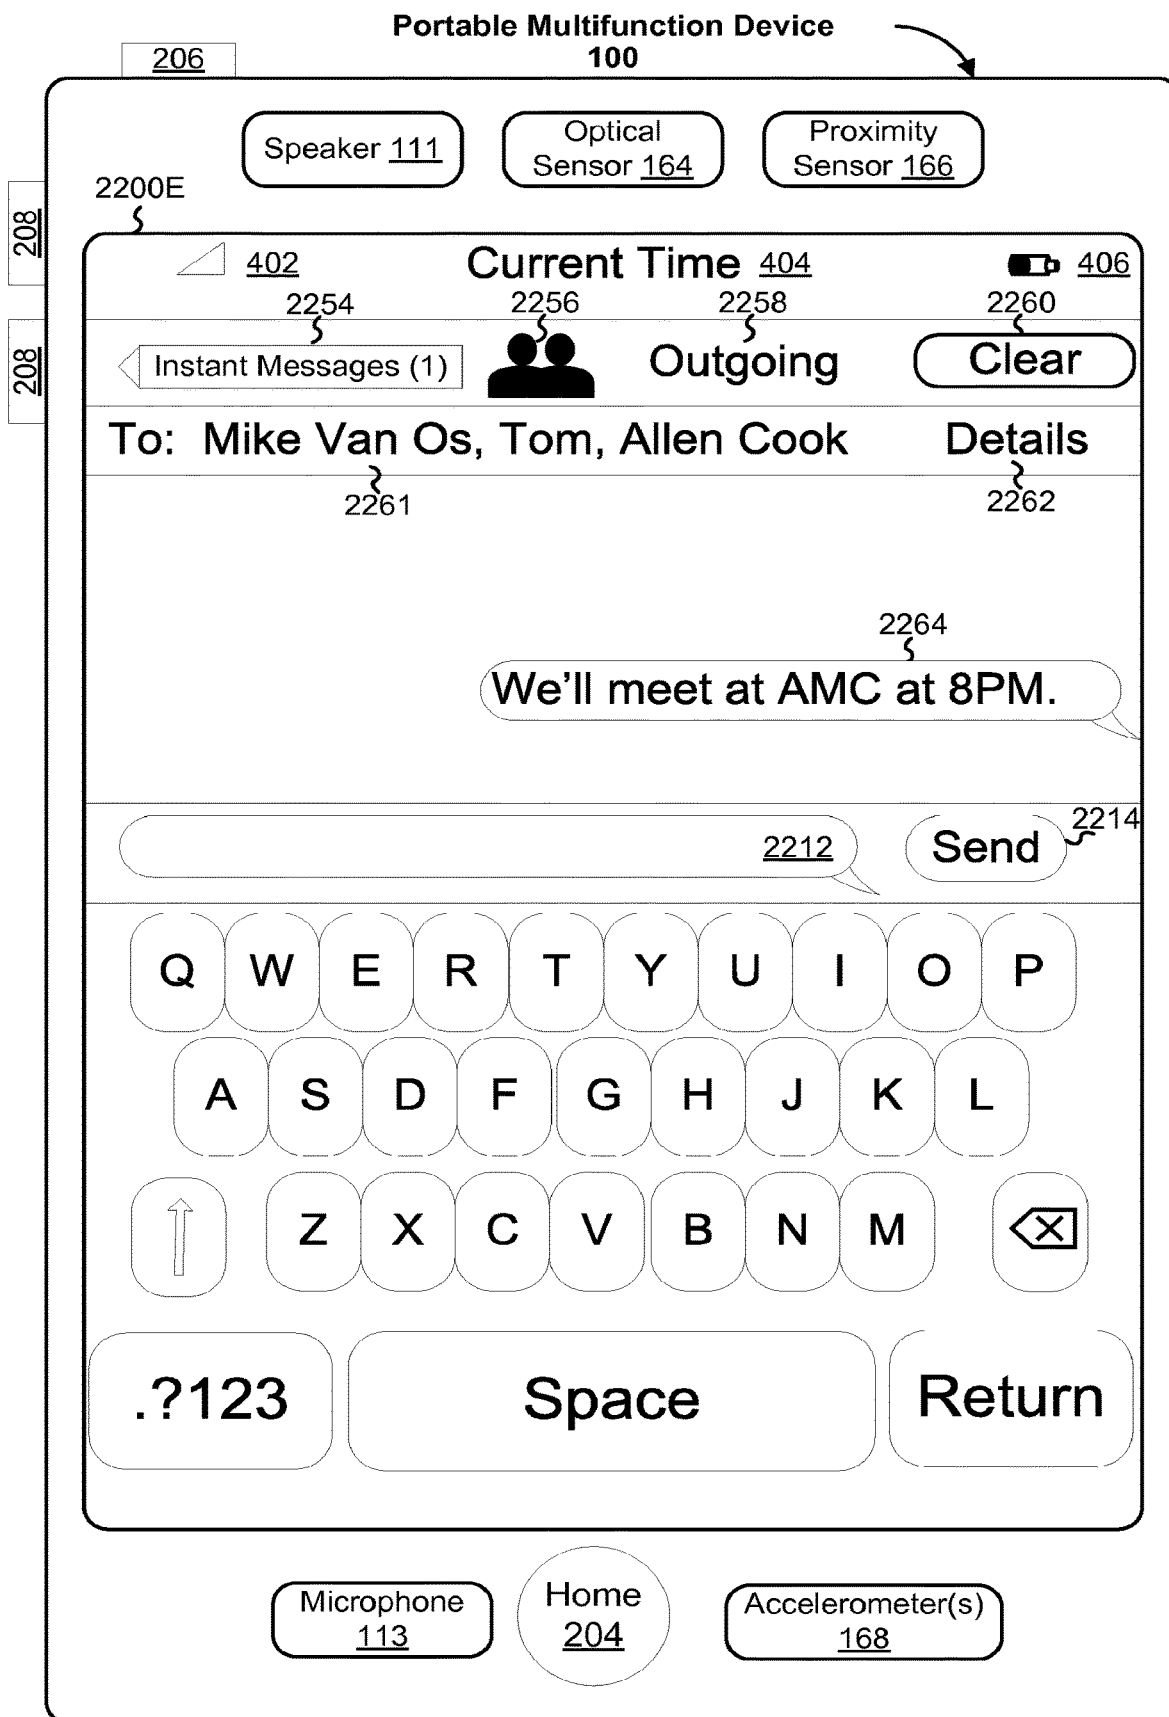 Portable Multifunction Device
100
206
Speaker 111
Optical
Sensor 164
Proximity
Sensor 166
2200E
208
402
Current Time 404
406
2254
2256
2258
2260
208
Instant Messages (1)
Outgoing
Clear
To: Mike Van Os, Tom, Allen Cook
Details
2261
2262
2264
We'll meet at AMC at 8PM.
2212
Send
2214
Q W E R T Y U I O P
A S D F G H J K L
Z X C V B N M
.?123
Space
Return
Microphone
113
Home
204
Accelerometer(s)
168